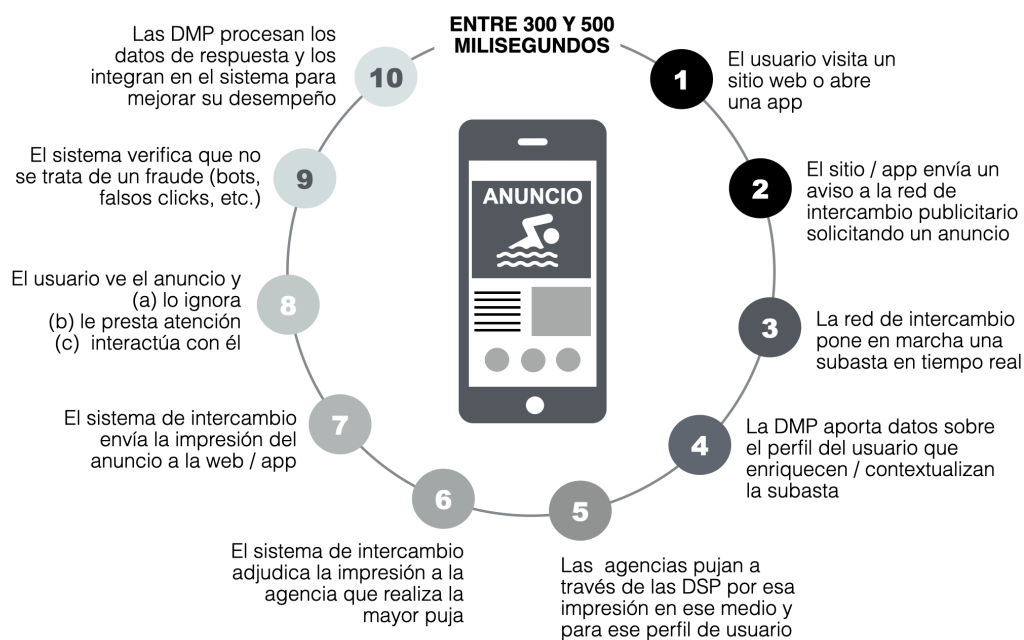 ENTRE 300 Y 500
MILISEGUNDOS
1
El usuario visita un
sitio web o abre
una app
2
El sitio / app envía un
aviso a la red de
intercambio publicitario
solicitando un anuncio
3
La red de intercambio
pone en marcha una
subasta en tiempo real
4
La DMP aporta datos sobre
el perfil del usuario que
enriquecen / contextualizan
la subasta
5
Las agencias pujan a
través de las DSP por esa
impresión en ese medio y
para ese perfil de usuario
6
El sistema de intercambio
adjudica la impresión a la
agencia que realiza la
mayor puja
7
El sistema de intercambio
envía la impresión del
anuncio a la web / app
8
El usuario ve el anuncio y
(a) lo ignora
(b) le presta atención
(c) interactúa con él
9
El sistema verifica que no
se trata de un fraude (bots,
falsos clicks, etc.)
10
Las DMP procesan los
datos de respuesta y los
integran en el sistema para
mejorar su desempeño
ANUNCIO